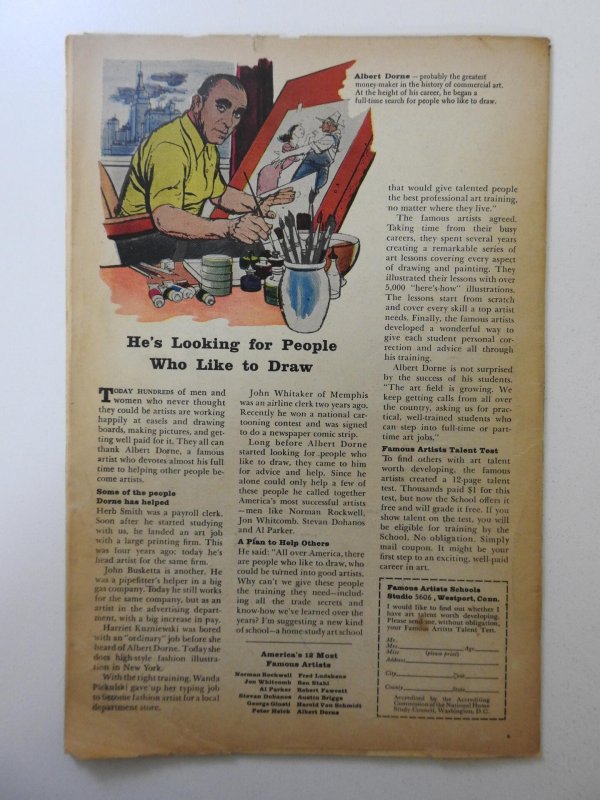 Albert Dorne — probably the greatest
money-maker in the history of commercial art.
At the height of his career, he began a
full-time search for people who like to draw.
He's Looking for People
Who Like to Draw
TODAY HUNDREDS of men and
women who never thought
they could be artists are working
happily at easels and drawing
boards, making pictures, and get-
ting well paid for it. They all can
thank Albert Dorne, a famous
artist who devotes almost his full
time to helping other people be-
come artists.
Some of the people
Dorne has helped
Herb Smith was a payroll clerk.
Soon after he started studying
with us, he landed an art job
with a large printing firm. This
was four years ago; today he's
head artist for the same firm.
John Busketta is another. He
was a pipefitter's helper in a big
gas company. Today he still works
for the same company, but as an
artist in the advertising depart-
ment, with a big increase in pay.
Harriet Kuzniewski was bored
with an "ordinary" job before she
heard of Albert Dorne. Today she
does high-style fashion illustra-
tion in New York.
With the right training, Wanda
Pickulski gave up her typing job
to become fashion artist for a local
department store.
John Whitaker of Memphis
was an airline clerk two years ago.
Recently he won a national car-
tooning contest and was signed
to do a newspaper comic strip.
Long before Albert Dorne
started looking for people who
like to draw, they came to him
for advice and help. Since he
alone could only help a few of
these people he called together
America's most successful artists
—men like Norman Rockwell,
Jon Whitcomb, Stevan Dohanos
and Al Parker.
A Plan to Help Others
He said: "All over America, there
are people who like to draw, who
could be turned into good artists.
Why can't we give these people
the training they need—includ-
ing all the trade secrets and
know-how we've learned over the
years? I'm suggesting a new kind
of school—a home study art school
America's 12 Most
Famous Artists
Norman Rockwell Fred Ludekens
Jon Whitcomb Ben Stahl
Al Parker Robert Fawcett
Stevan Dohanos Austin Briggs
George Giusti Harold Von Schmidt
Peter Helck Albert Dorne
that would give talented people
the best professional art training,
no matter where they live."
The famous artists agreed.
Taking time from their busy
careers, they spent several years
creating a remarkable series of
art lessons covering every aspect
of drawing and painting. They
illustrated their lessons with over
5,000 "here's-how" illustrations.
The lessons start from scratch
and cover every skill a top artist
needs. Finally, the famous artists
developed a wonderful way to
give each student personal cor-
rection and advice all through
his training.
Albert Dorne is not surprised
by the success of his students.
"The art field is growing. We
keep getting calls from all over
the country, asking us for prac-
tical, well-trained students who
can step into full-time or part-
time art jobs."
Famous Artists Talent Test
To find others with art talent
worth developing, the famous
artists created a 12-page talent
test. Thousands paid $1 for this
test, but now the School offers it
free and will grade it free. If you
show talent on the test, you will
be eligible for training by the
School. No obligation. Simply
mail coupon. It might be your
first step to an exciting, well-paid
career in art.
Famous Artists Schools
Studio 5606, Westport, Conn.
I would like to find out whether I
have art talent worth developing.
Please send me, without obligation,
your Famous Artists Talent Test.
Mr.
Mrs. Age
Miss (please print)
Address
City Zone
County State
Accredited by the Accrediting
Commission of the National Home
Study Council, Washington, D.C.